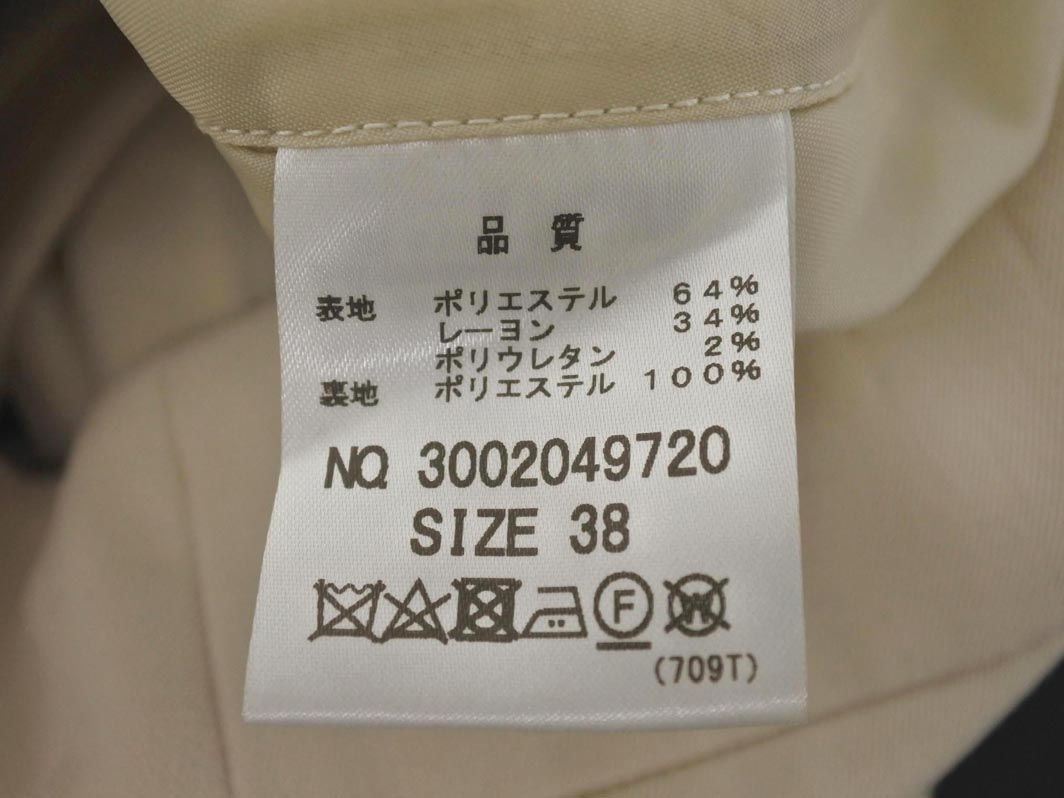 品質
表地 ポリエステル 64%
レーヨン 34%
ポリウレタン 2%
裏地 ポリエステル 100%
NO. 3002049720
SIZE 38
F W
(709T)